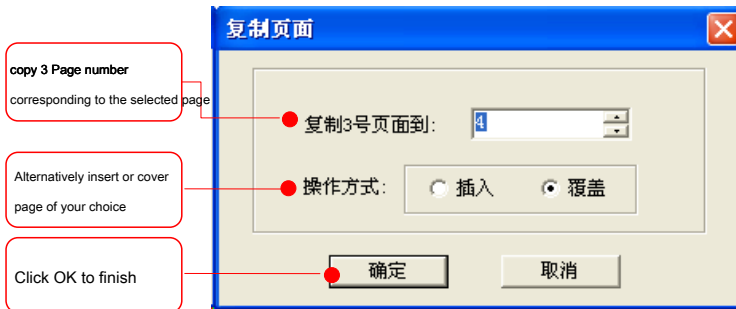 复制页面
copy 3 Page number
corresponding to the selected page
复制3号页面到: 4
Alternatively insert or cover
page of your choice
操作方式: 插入 覆盖
Click OK to finish
确定 取消